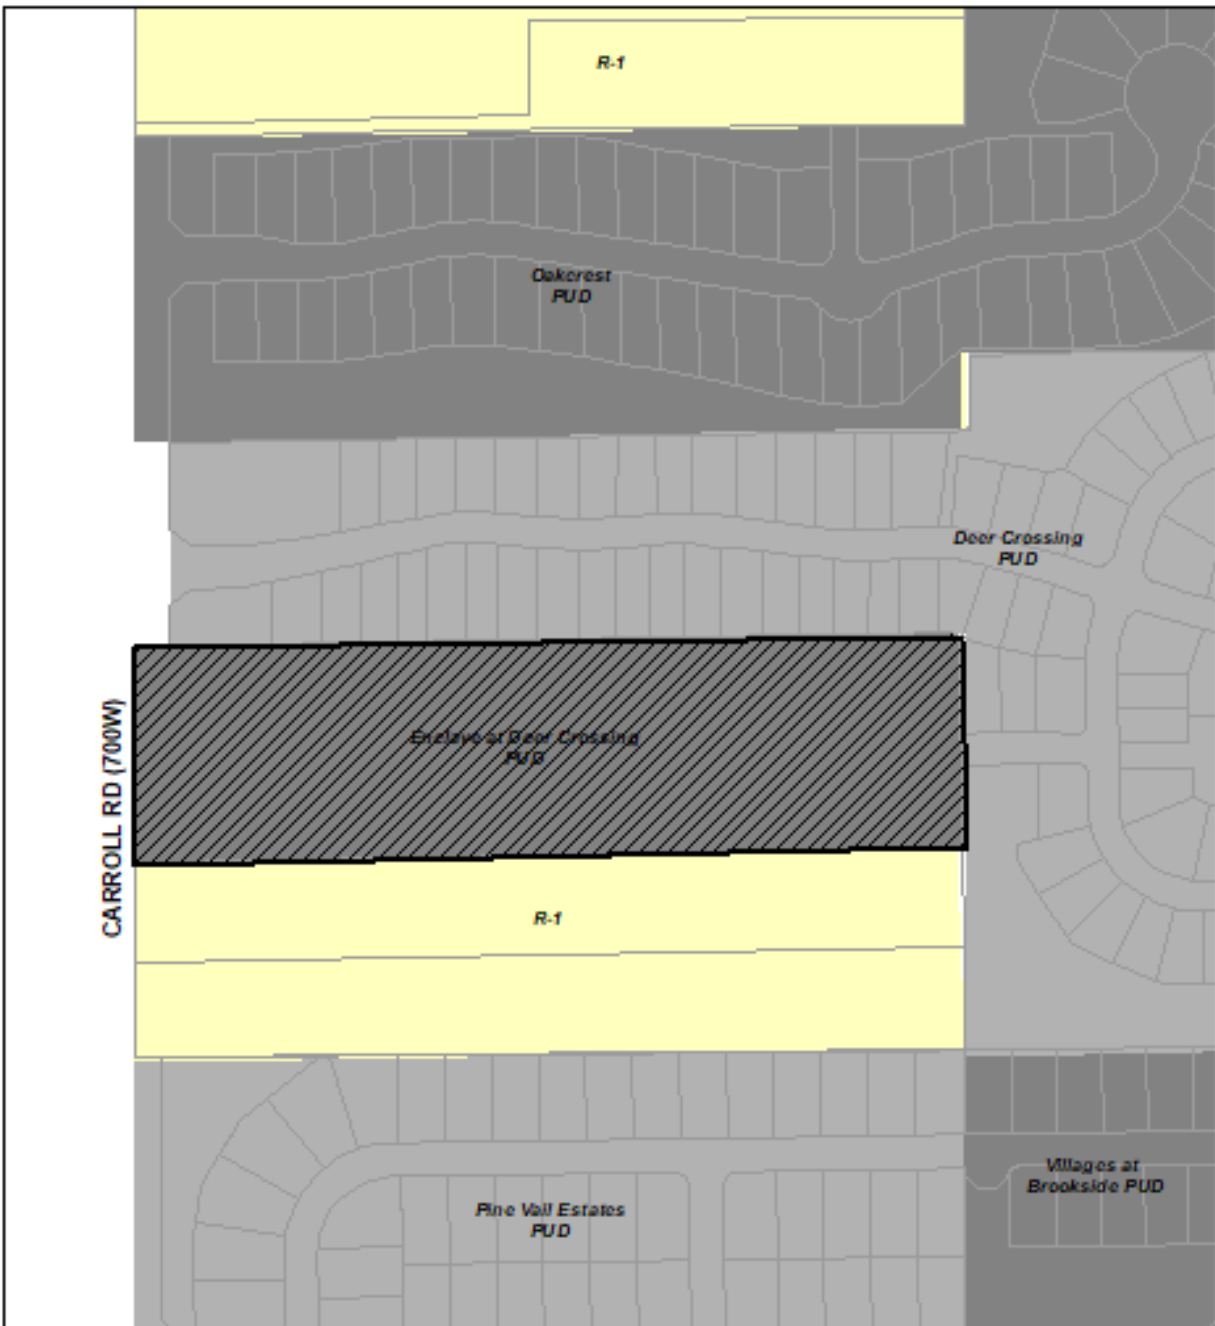 R-1
Oakcrest
PUD
Deer Crossing
PUD
CARROLL RD (700W)
Enclave at Deer Crossing
PUD
R-1
Villages at
Brookside PUD
Pine Vail Estates
PUD